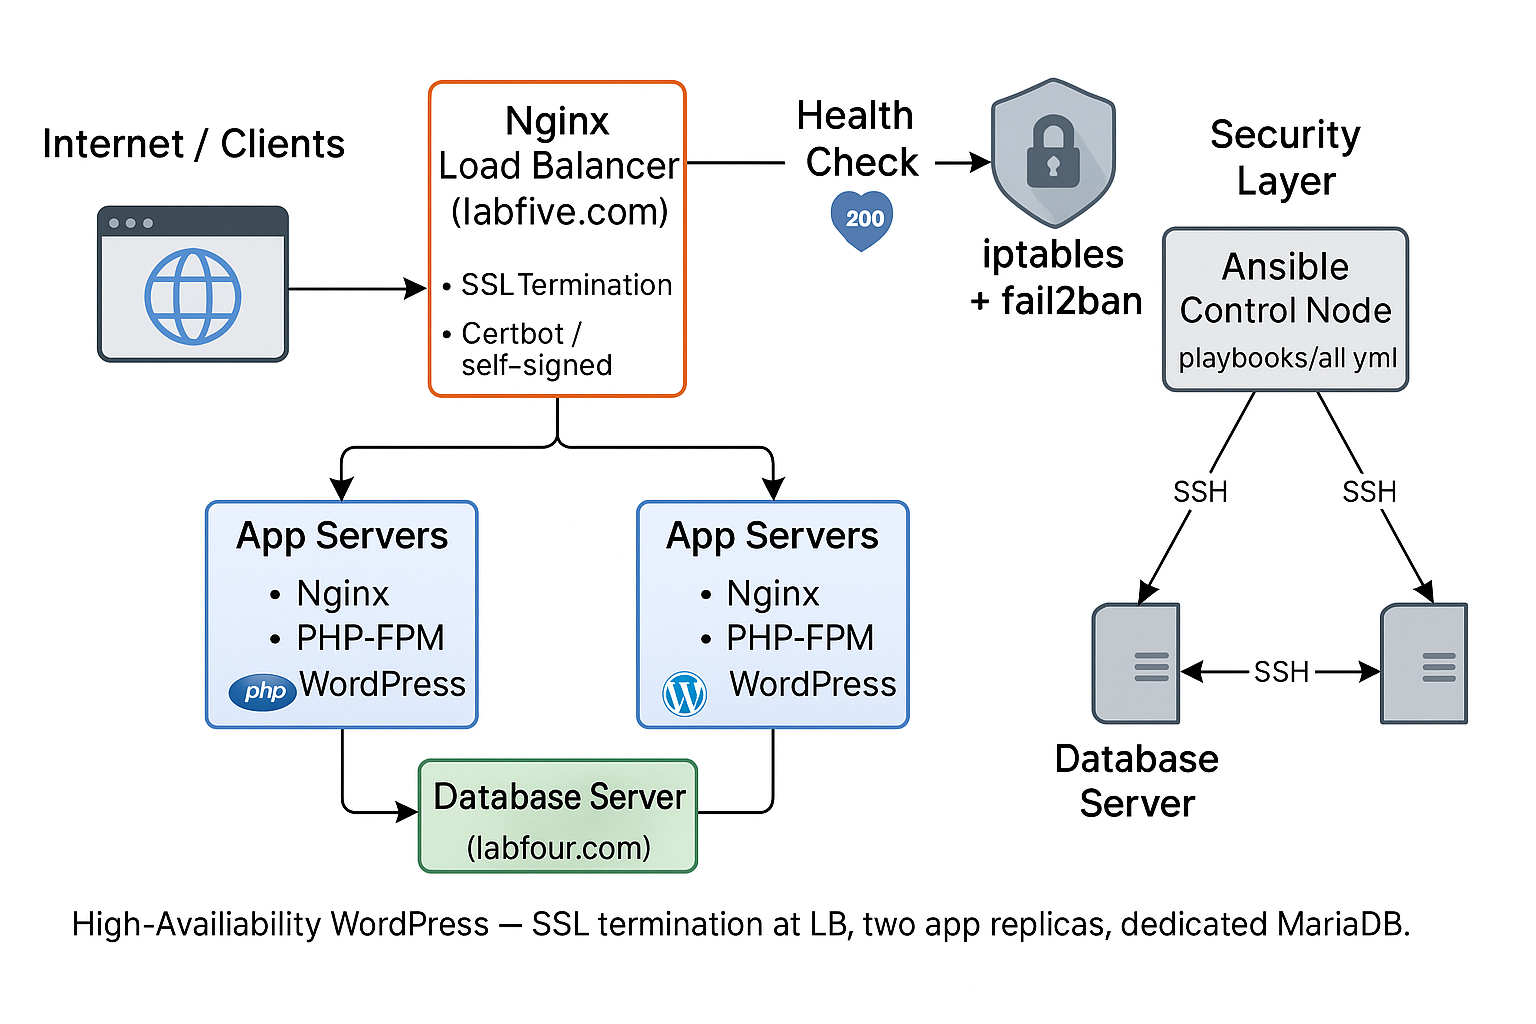 Internet / Clients
Nginx
Load Balancer
(labfive.com)
• SSL Termination
• Certbot /
self-signed
Health
Check
200
iptables
+ fail2ban
Security
Layer
Ansible
Control Node
playbooks/all yml
SSH
SSH
SSH
Database
Server
App Servers
• Nginx
• PHP-FPM
php WordPress
App Servers
• Nginx
• PHP-FPM
W WordPress
Database Server
(labfour.com)
High-Availiability WordPress — SSL termination at LB, two app replicas, dedicated MariaDB.